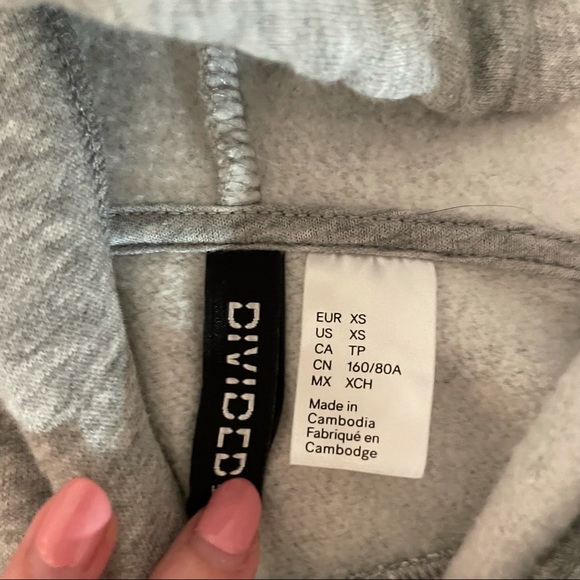 DIVIDED
EUR XS
US XS
CA TP
CN 160/80A
MX XCH
Made in
Cambodia
Fabriqué en
Cambodge